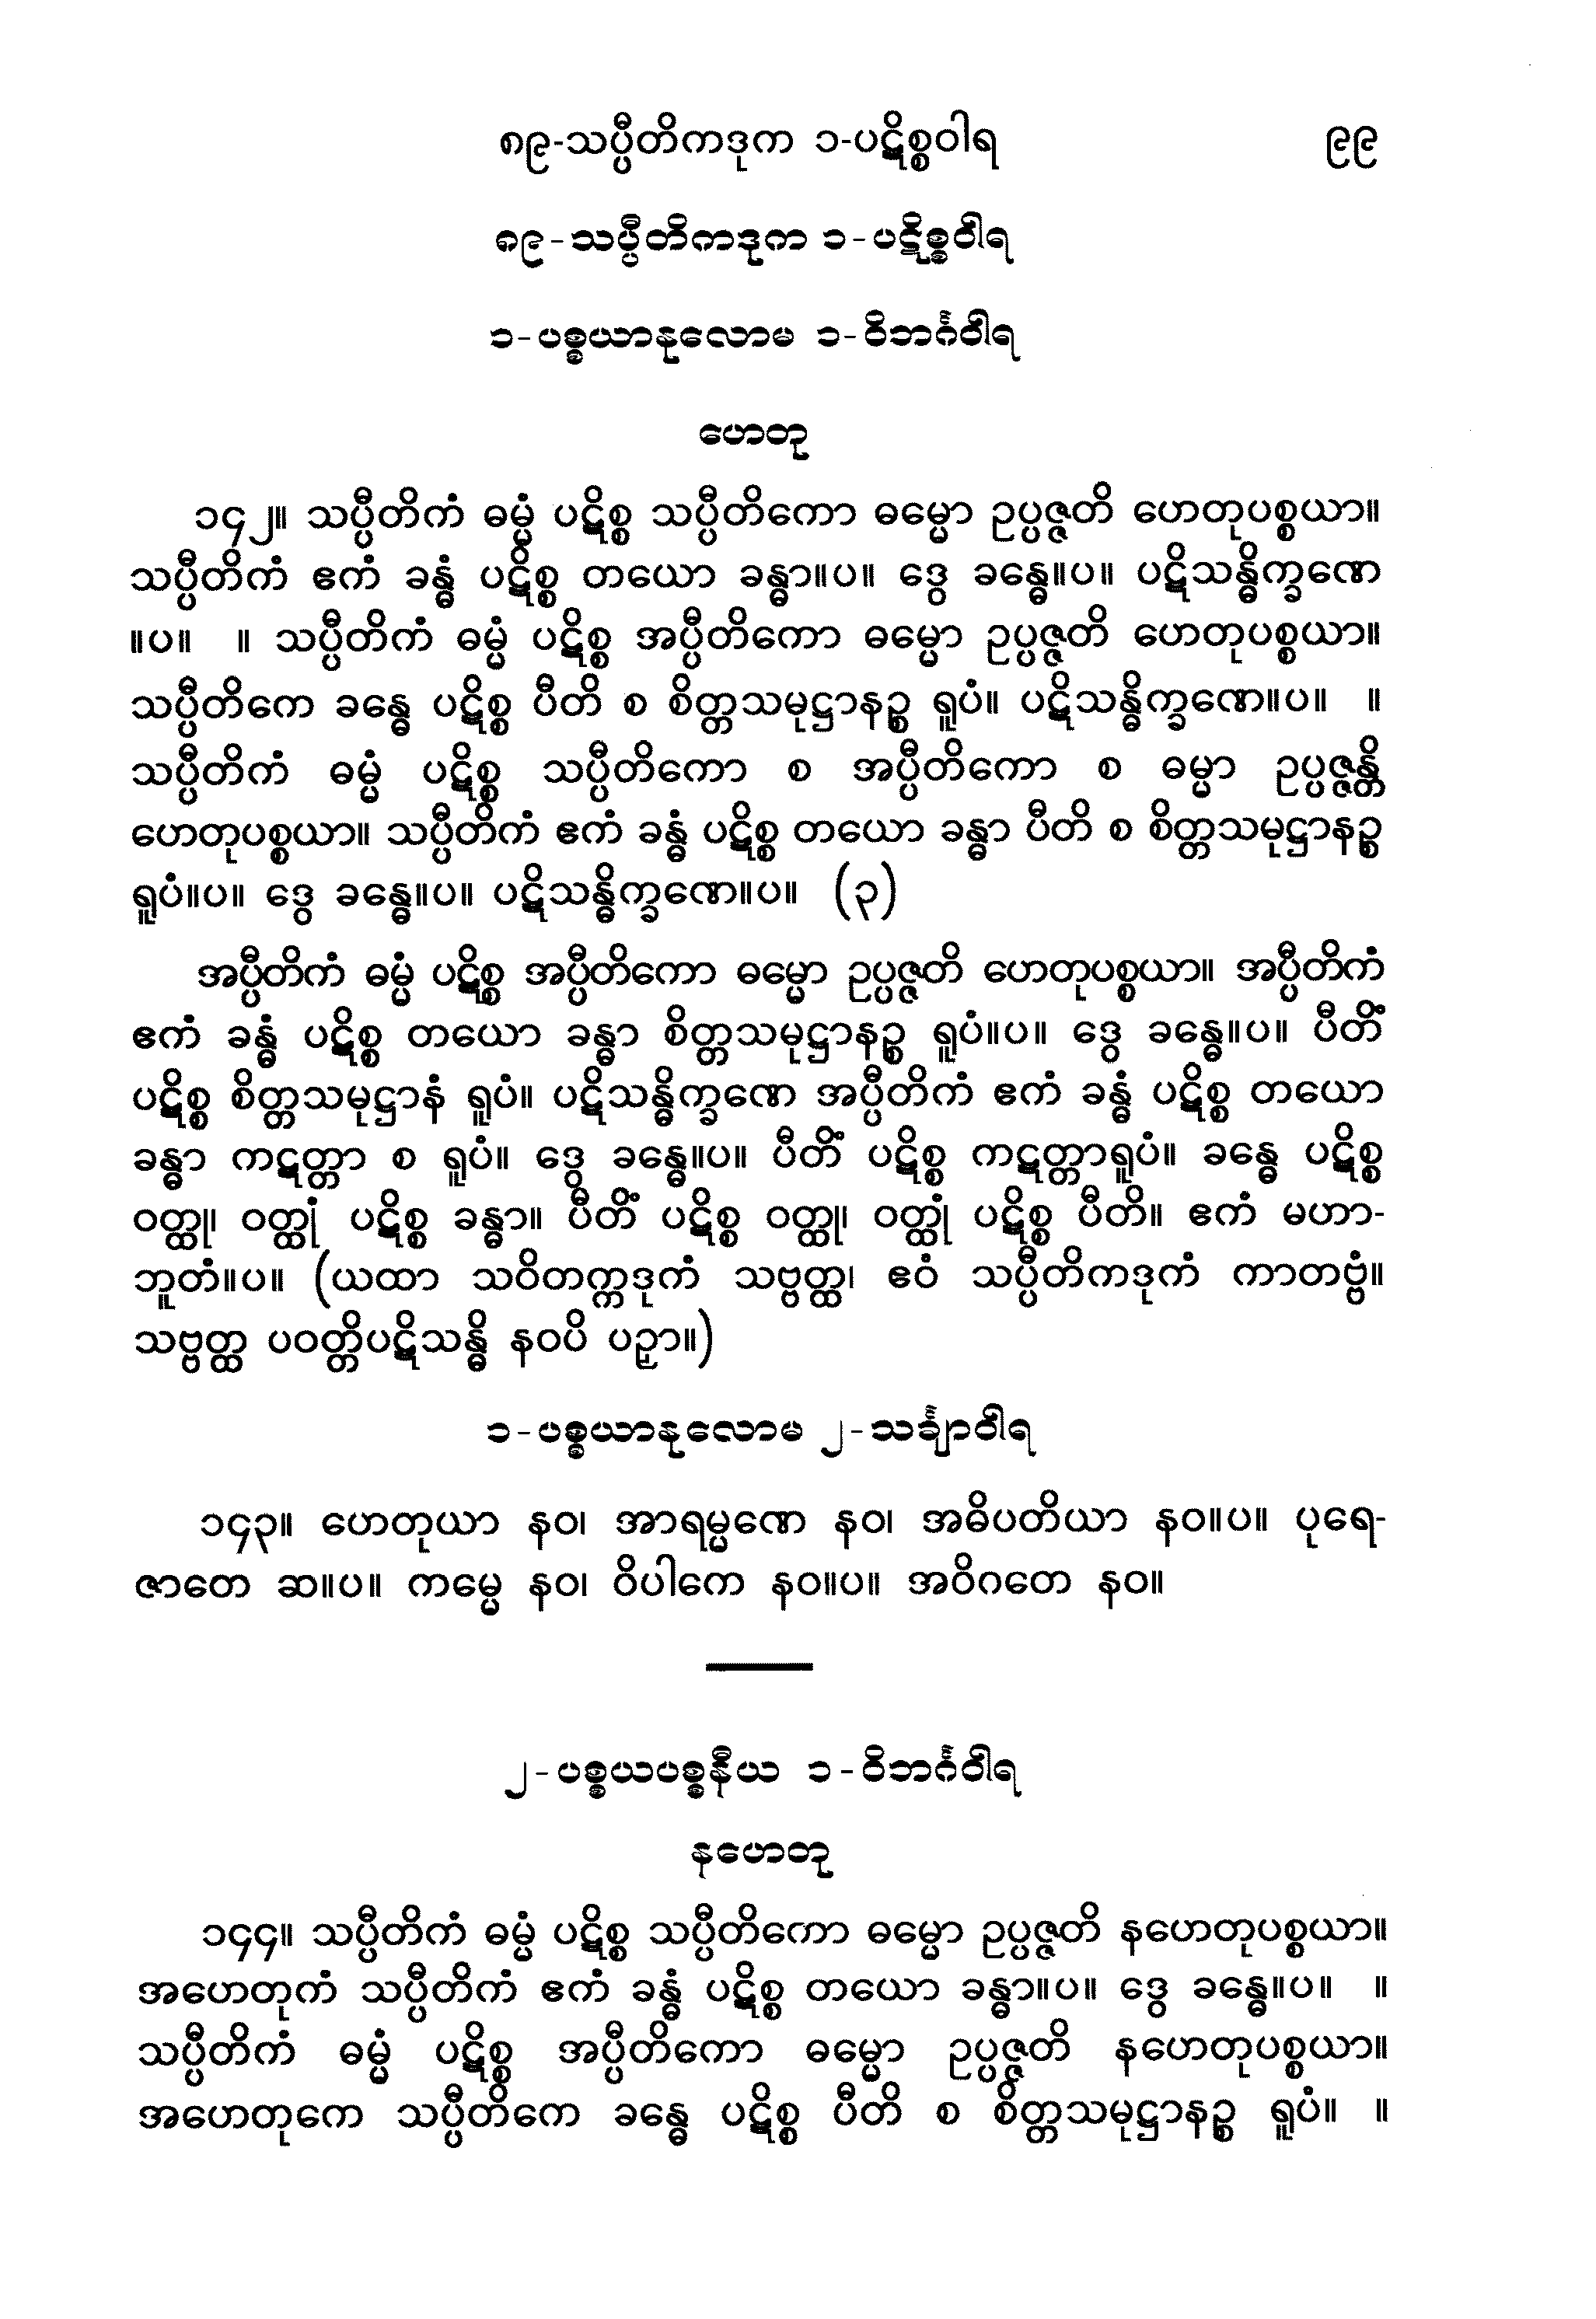 ၈၉-သပ္ပီတိကဒုက ၁-ပဋိစ္စဝါရ ၉၉
၈၉-သပ္ပီတိကဒုက ၁-ပဋိစ္စဝါရ
၁-ပစ္စယာနုလောမ ၁-ဝိဘင်္ဂဝါရ
ဟေတု
၁၄၂။ သပ္ပီတိကံ ဓမ္မံ ပဋိစ္စ သပ္ပီတိကော ဓမ္မော ဥပ္ပဇ္ဇတိ ဟေတုပစ္စယာ။
သပ္ပီတိကံ ဧကံ ခန္ဓံ ပဋိစ္စ တယော ခန္ဓာ။ပ။ ဒွေ ခန္ဓေ။ပ။ ပဋိသန္ဓိက္ခဏေ
။ပ။ ။ သပ္ပီတိကံ ဓမ္မံ ပဋိစ္စ အပ္ပီတိကော ဓမ္မော ဥပ္ပဇ္ဇတိ ဟေတုပစ္စယာ။
သပ္ပီတိကေ ခန္ဓေ ပဋိစ္စ ပီတိ စ စိတ္တသမုဋ္ဌာနဉ္စ ရူပံ။ ပဋိသန္ဓိက္ခဏေ။ပ။ ။
သပ္ပီတိကံ ဓမ္မံ ပဋိစ္စ သပ္ပီတိကော စ အပ္ပီတိကော စ ဓမ္မာ ဥပ္ပဇ္ဇန္တိ
ဟေတုပစ္စယာ။ သပ္ပီတိကံ ဧကံ ခန္ဓံ ပဋိစ္စ တယော ခန္ဓာ ပီတိ စ စိတ္တသမုဋ္ဌာနဉ္စ
ရူပံ။ပ။ ဒွေ ခန္ဓေ။ပ။ ပဋိသန္ဓိက္ခဏေ။ပ။ (၃)
အပ္ပီတိကံ ဓမ္မံ ပဋိစ္စ အပ္ပီတိကော ဓမ္မော ဥပ္ပဇ္ဇတိ ဟေတုပစ္စယာ။ အပ္ပီတိကံ
ဧကံ ခန္ဓံ ပဋိစ္စ တယော ခန္ဓာ စိတ္တသမုဋ္ဌာနဉ္စ ရူပံ။ပ။ ဒွေ ခန္ဓေ။ပ။ ပီတိံ
ပဋိစ္စ စိတ္တသမုဋ္ဌာနံ ရူပံ။ ပဋိသန္ဓိက္ခဏေ အပ္ပီတိကံ ဧကံ ခန္ဓံ ပဋိစ္စ တယော
ခန္ဓာ ကဋတ္တာ စ ရူပံ။ ဒွေ ခန္ဓေ။ပ။ ပီတိံ ပဋိစ္စ ကဋတ္တာရူပံ။ ခန္ဓေ ပဋိစ္စ
ဝတ္ထု၊ ဝတ္ထုံ ပဋိစ္စ ခန္ဓာ။ ပီတိံ ပဋိစ္စ ဝတ္ထု၊ ဝတ္ထုံ ပဋိစ္စ ပီတိ။ ဧကံ မဟာ-
ဘူတံ။ပ။ (ယထာ သဝိတက္ကဒုကံ သဗ္ဗတ္ထ၊ ဧဝံ သပ္ပီတိကဒုကံ ကာတဗ္ဗံ။
သဗ္ဗတ္ထ ပဝတ္တိပဋိသန္ဓိ နဝပိ ပဉှာ။)
၁-ပစ္စယာနုလောမ ၂-သင်္ချာဝါရ
၁၄၃။ ဟေတုယာ နဝ၊ အာရမ္မဏေ နဝ၊ အဓိပတိယာ နဝ။ပ။ ပုရေ-
ဇာတေ ဆ။ပ။ ကမ္မေ နဝ၊ ဝိပါကေ နဝ။ပ။ အဝိဂတေ နဝ။
၂-ပစ္စယပစ္စနီယ ၁-ဝိဘင်္ဂဝါရ
နဟေတု
၁၄၄။ သပ္ပီတိကံ ဓမ္မံ ပဋိစ္စ သပ္ပီတိကော ဓမ္မော ဥပ္ပဇ္ဇတိ နဟေတုပစ္စယာ။
အဟေတုကံ သပ္ပီတိကံ ဧကံ ခန္ဓံ ပဋိစ္စ တယော ခန္ဓာ။ပ။ ဒွေ ခန္ဓေ။ပ။ ။
သပ္ပီတိကံ ဓမ္မံ ပဋိစ္စ အပ္ပီတိကော ဓမ္မော ဥပ္ပဇ္ဇတိ နဟေတုပစ္စယာ။
အဟေတုကေ သပ္ပီတိကေ ခန္ဓေ ပဋိစ္စ ပီတိ စ စိတ္တသမုဋ္ဌာနဉ္စ ရူပံ။ ။